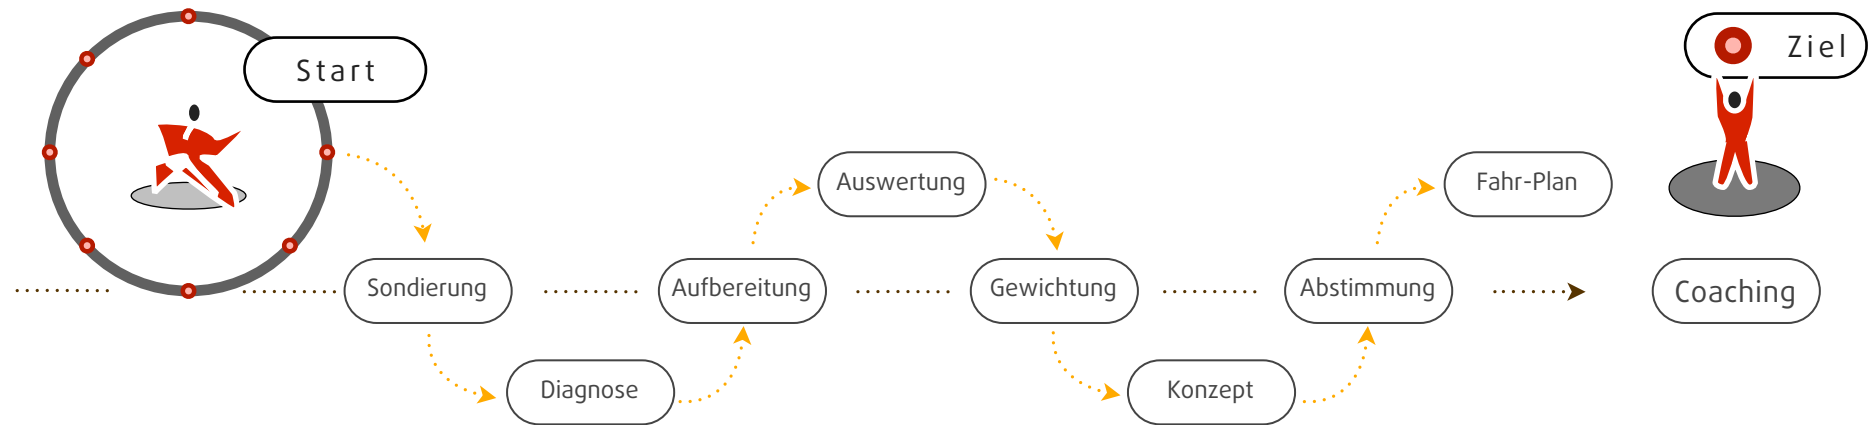 Start
Ziel
Auswertung
Fahr-Plan
Sondierung
Aufbereitung
Gewichtung
Abstimmung
Coaching
Diagnose
Konzept